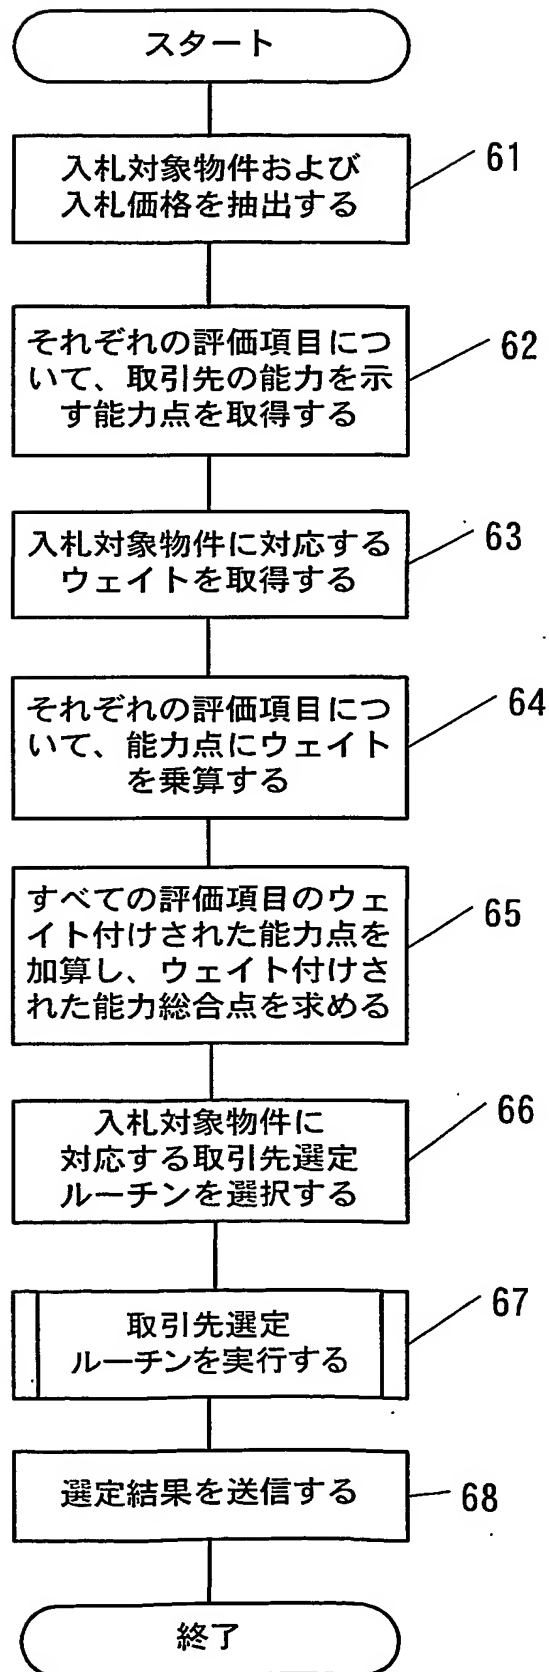 スタート
入札対象物件および
入札価格を抽出する
61
それぞれの評価項目につ
いて、取引先の能力を示
す能力点を取得する
62
入札対象物件に対応する
ウェイトを取得する
63
それぞれの評価項目につ
いて、能力点にウェイト
を乗算する
64
すべての評価項目のウェ
イト付けされた能力点を
加算し、ウェイト付けさ
れた能力総合点を求める
65
入札対象物件に
対応する取引先選定
ルーチンを選択する
66
取引先選定
ルーチンを実行する
67
選定結果を送信する
68
終了